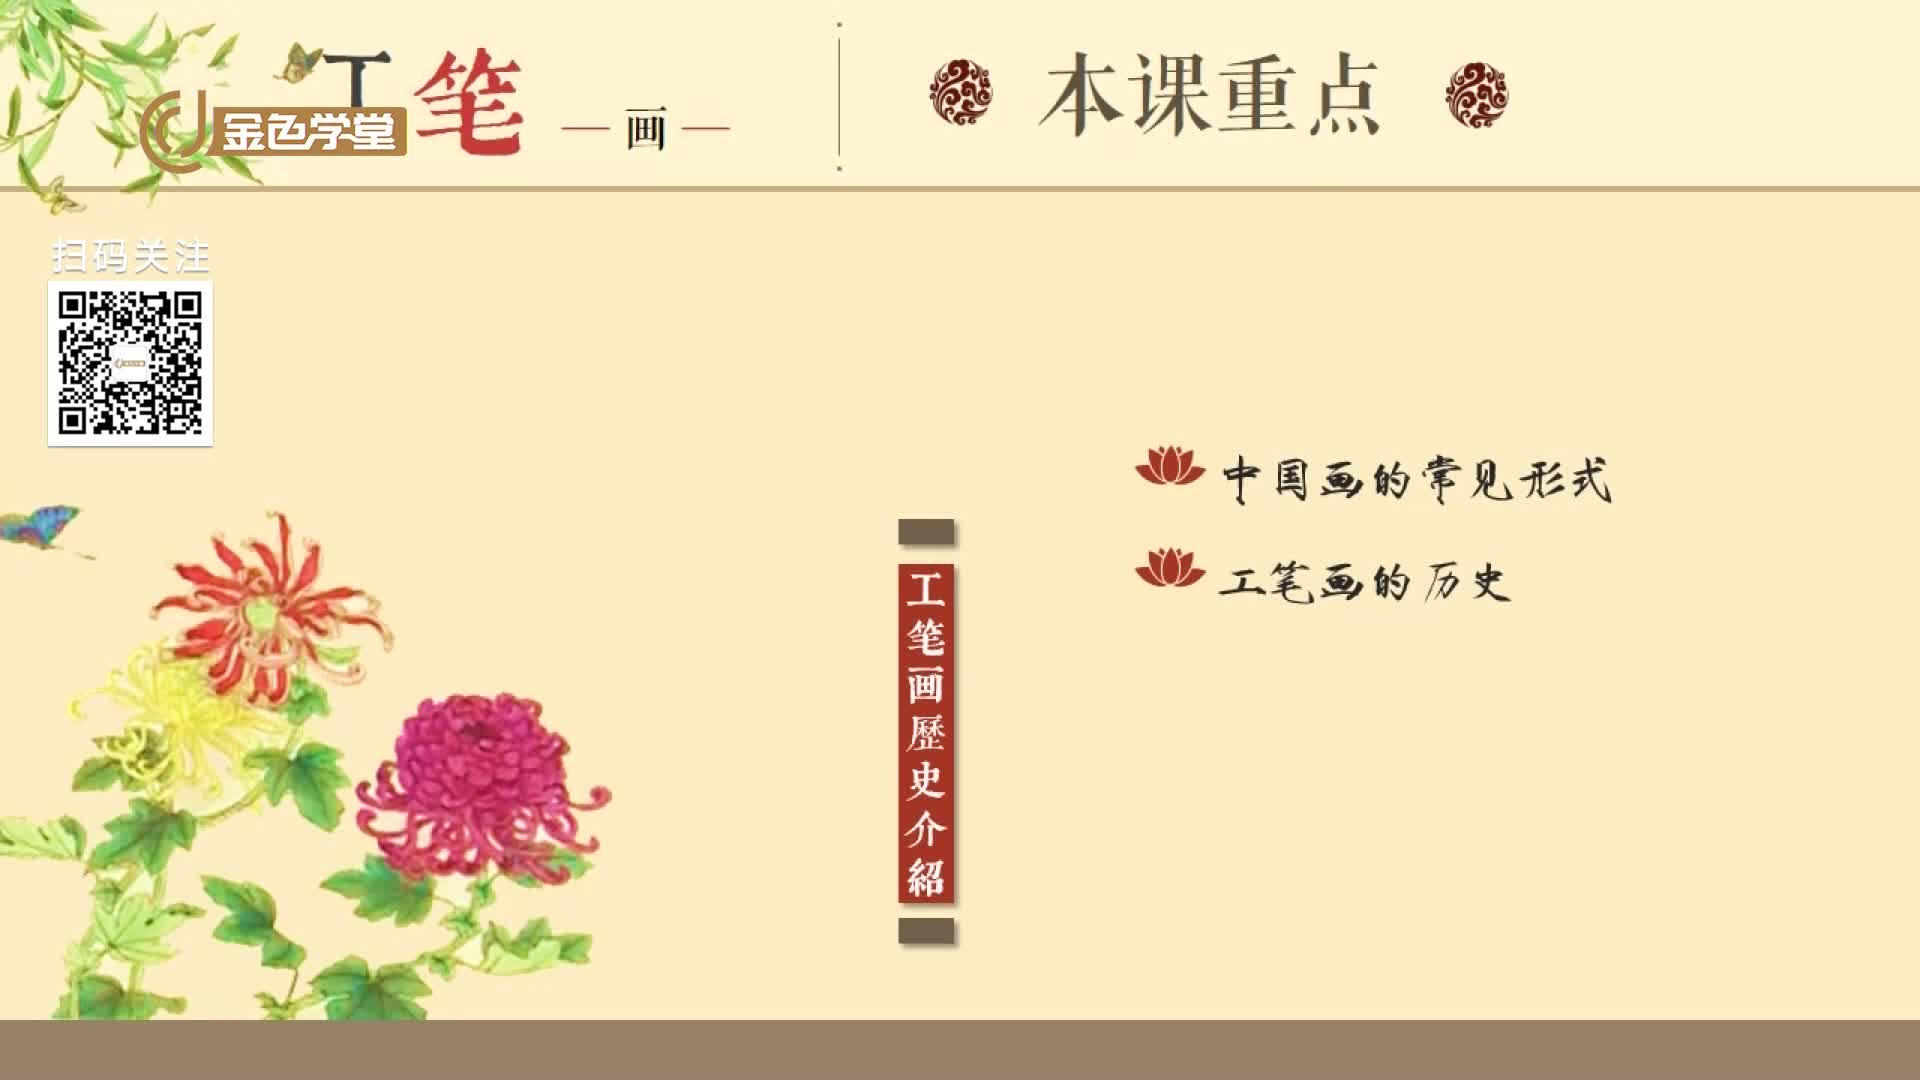 工笔
画
本课重点
金色学堂
扫码关注
中国画的常见形式
工笔画的历史
工笔画歷史介紹